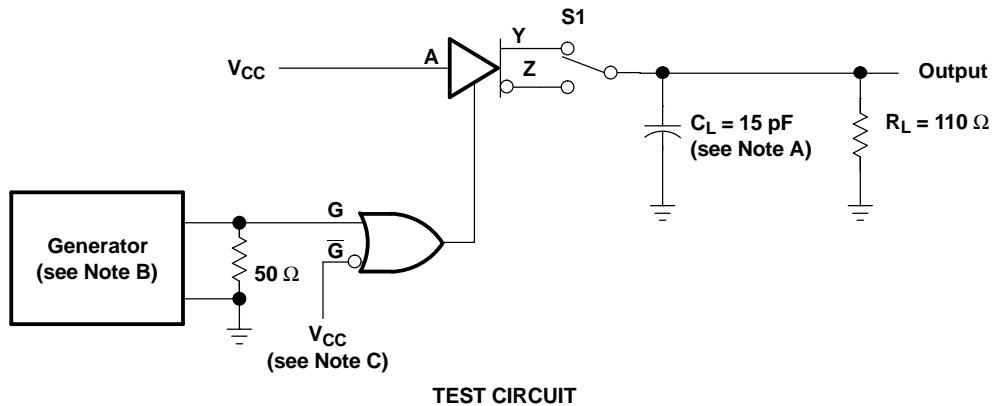 S1
Y
A
Z
VCC
Output
CL = 15 pF
(see Note A)
RL = 110 Ω
G
G̅
Generator
(see Note B)
50 Ω
VCC
(see Note C)
TEST CIRCUIT